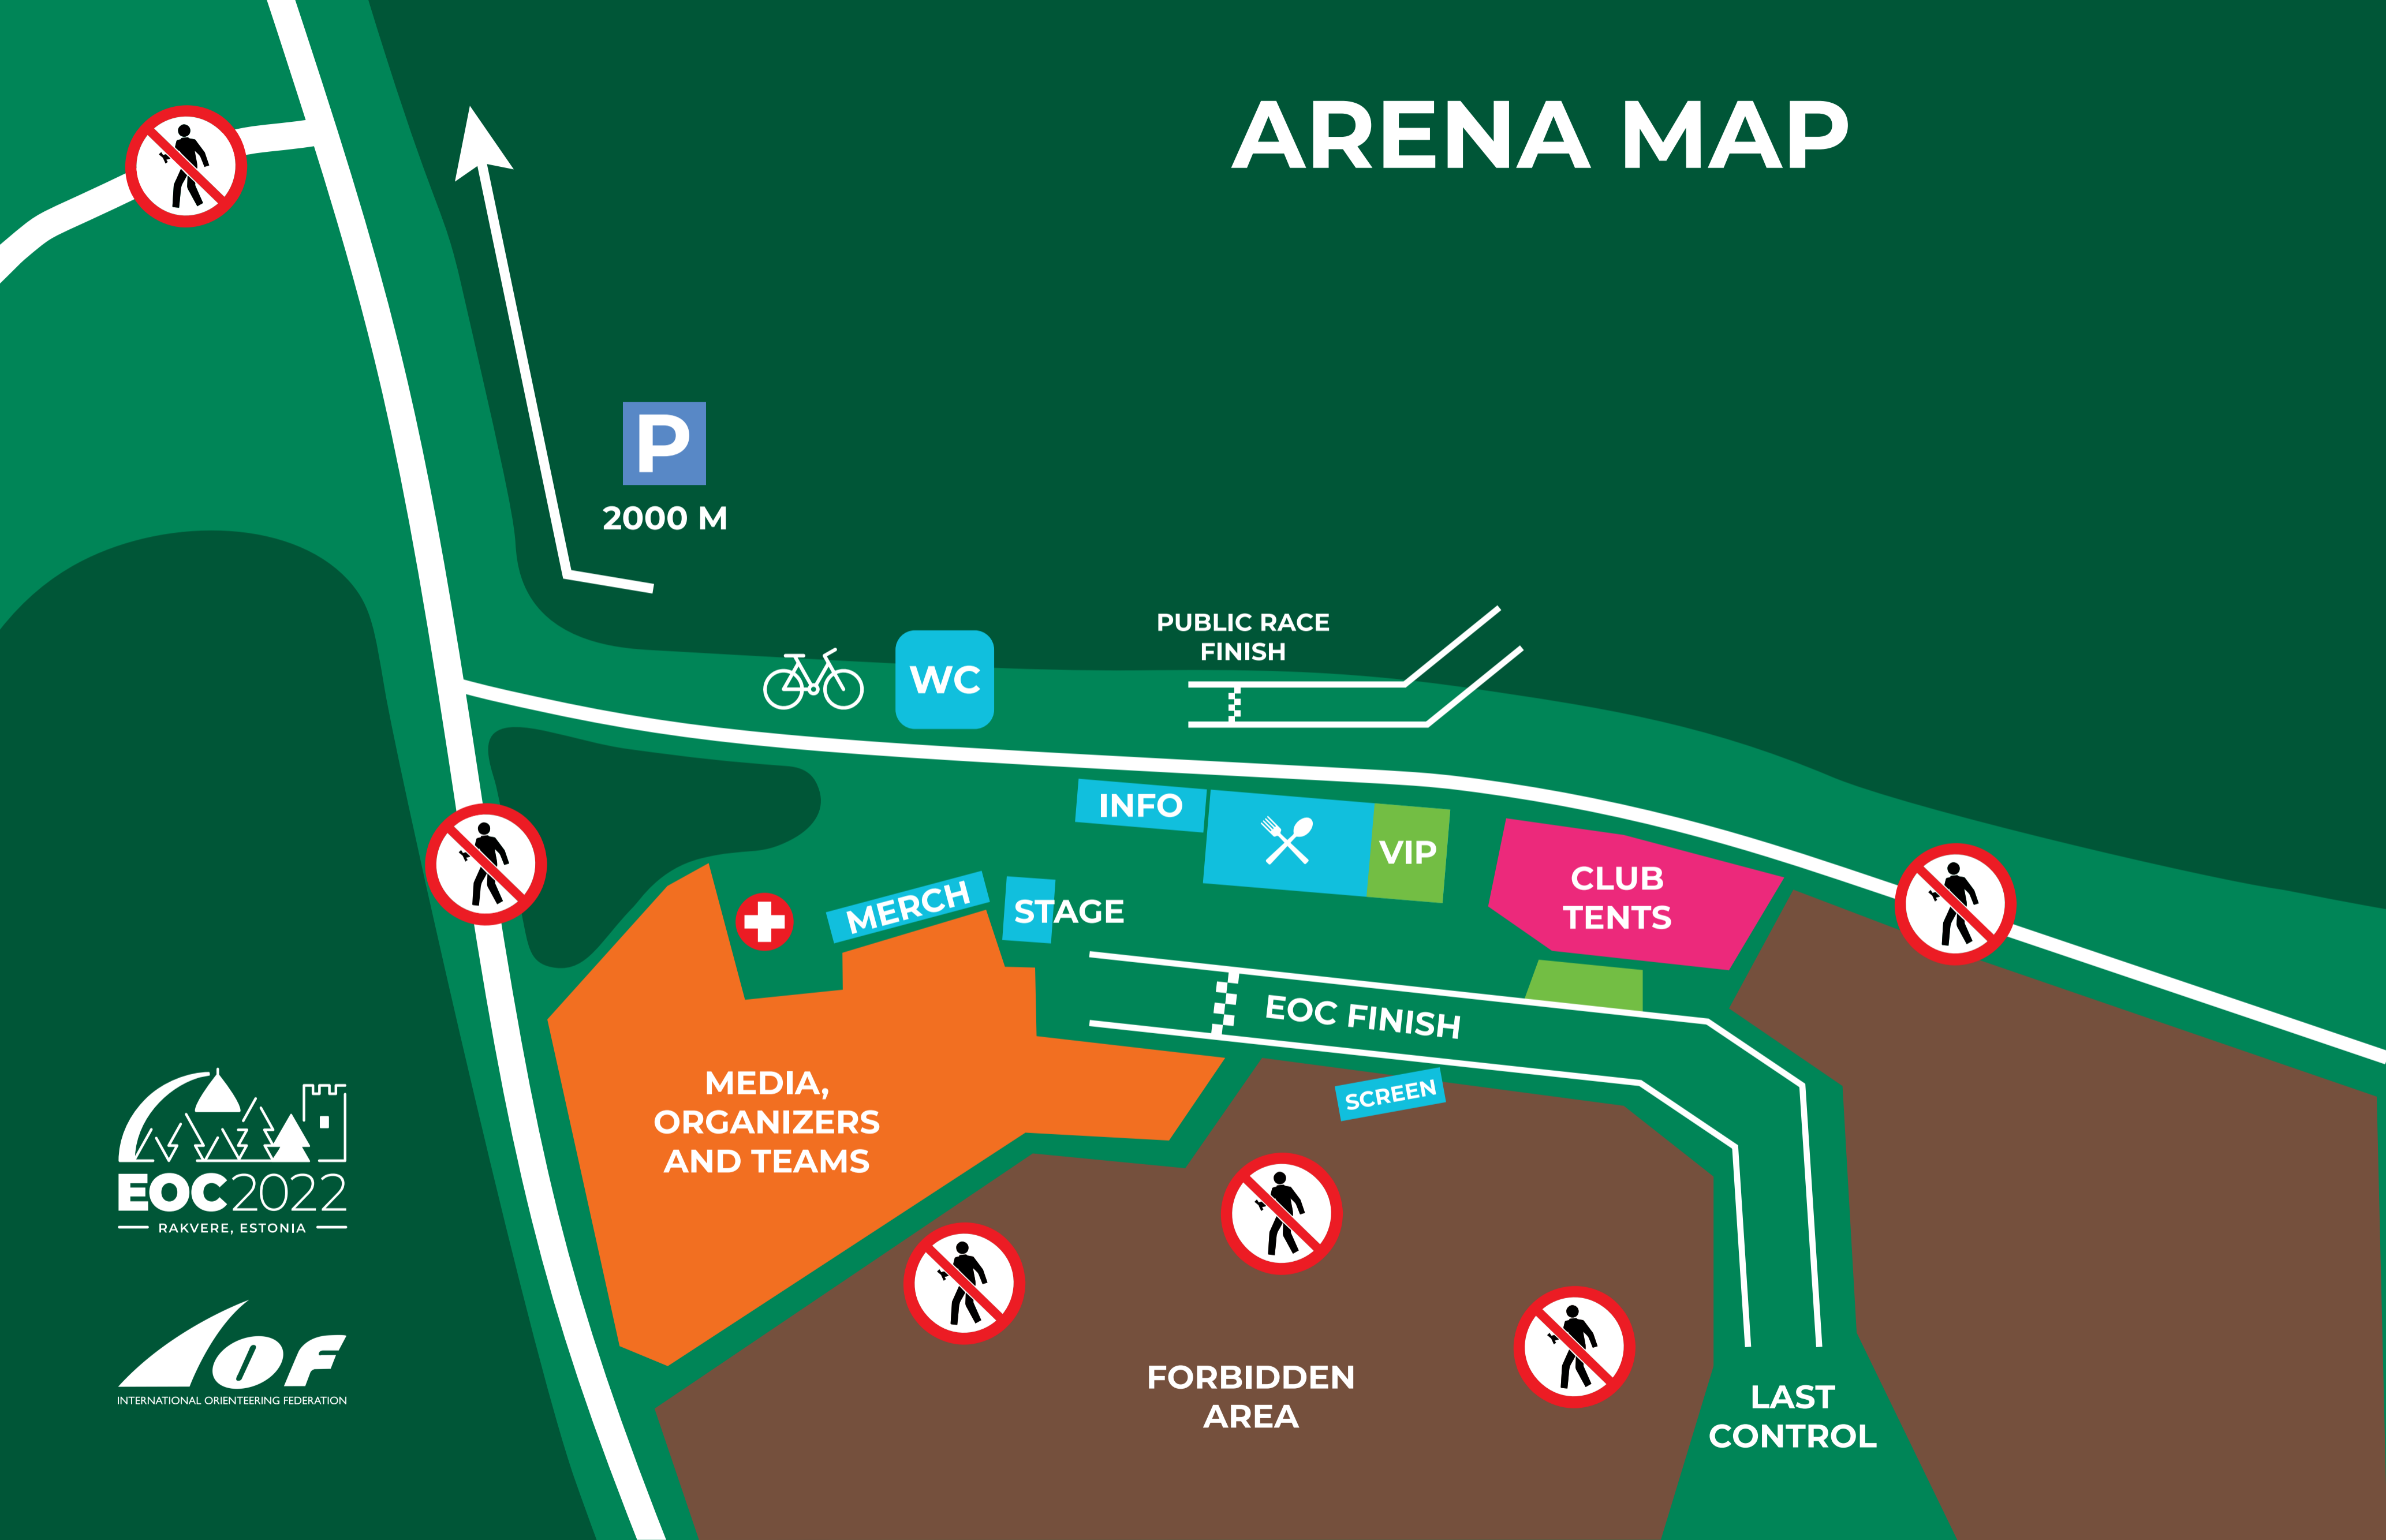 ARENA MAP
P
2000 M
PUBLIC RACE
FINISH
WC
INFO
VIP
CLUB
TENTS
MERCH
STAGE
EOC FINISH
SCREEN
MEDIA,
ORGANIZERS
AND TEAMS
EOC2022
RAKVERE, ESTONIA
IOF
INTERNATIONAL ORIENTEERING FEDERATION
FORBIDDEN
AREA
LAST
CONTROL